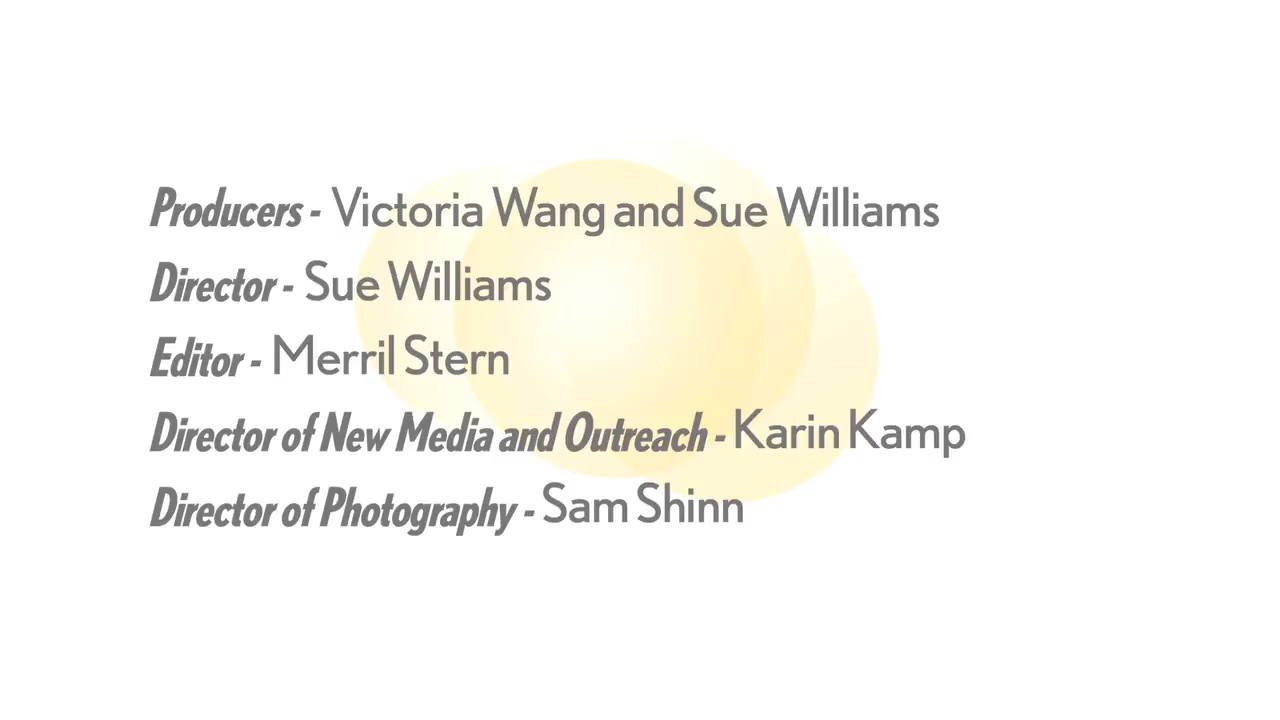 Producers - Victoria Wang and Sue Williams
Director - Sue Williams
Editor - Merril Stern
Director of New Media and Outreach - Karin Kamp
Director of Photography - Sam Shinn